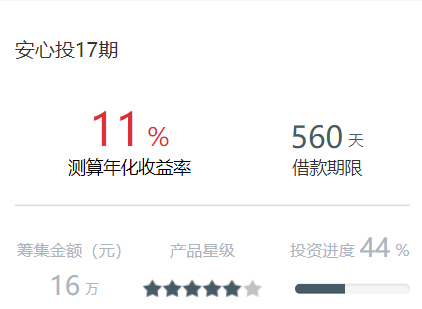 安心投17期
11 % 560 天
测算年化收益率 借款期限
筹集金额（元） 产品星级 投资进度 44 %
16 万